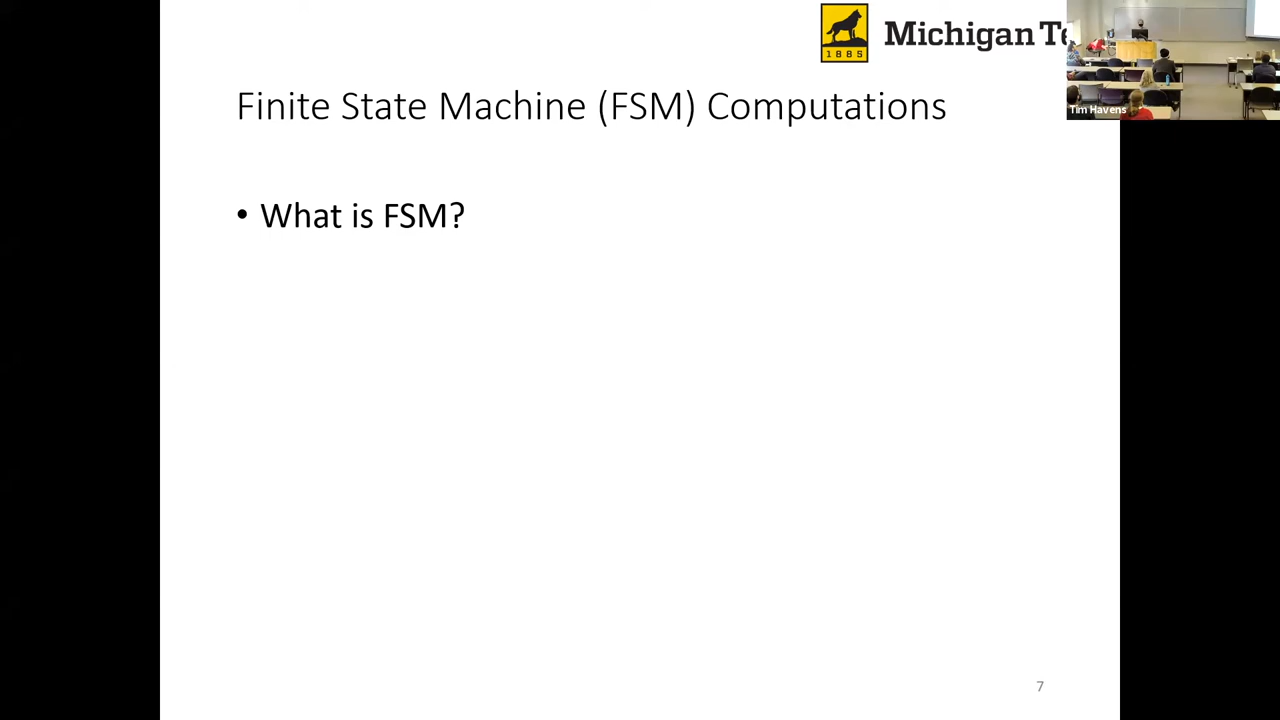 Michigan Te
1885
Tim Havens
Finite State Machine (FSM) Computations
• What is FSM?
7